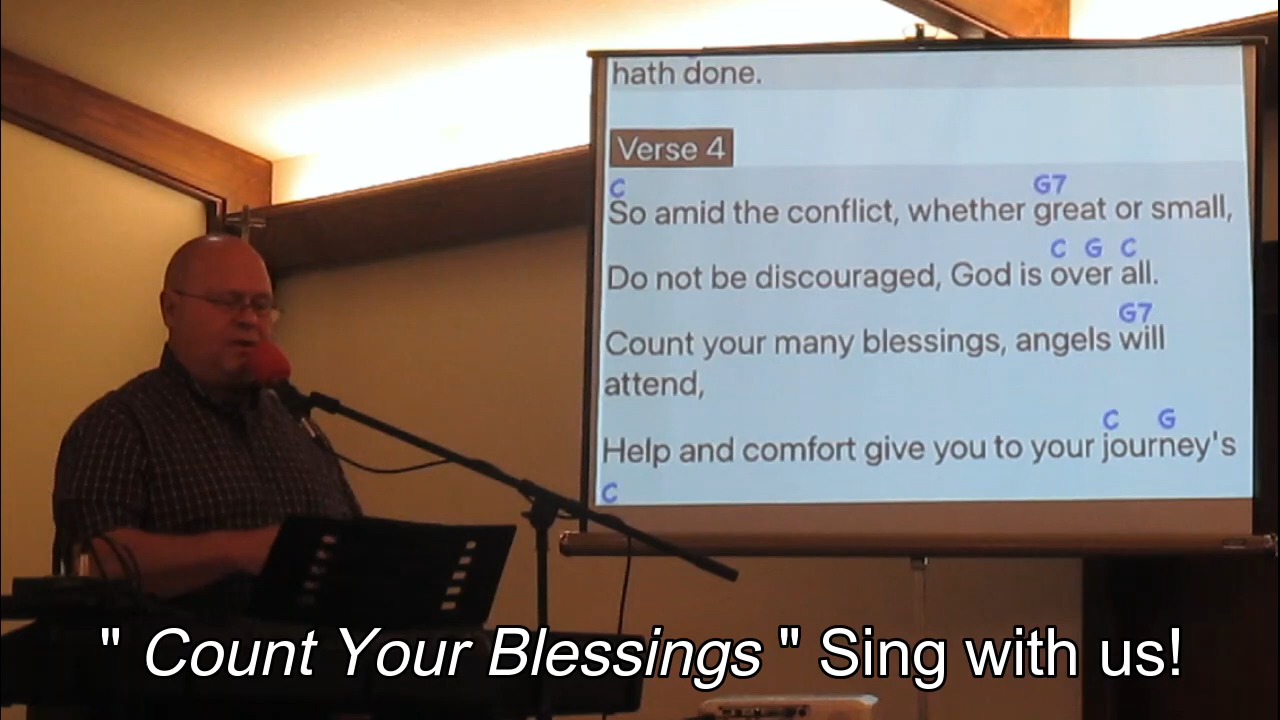 hath done.
Verse 4
C G7
So amid the conflict, whether great or small,
C G C
Do not be discouraged, God is over all.
G7
Count your many blessings, angels will
attend,
C G
Help and comfort give you to your journey's
C
" Count Your Blessings " Sing with us!